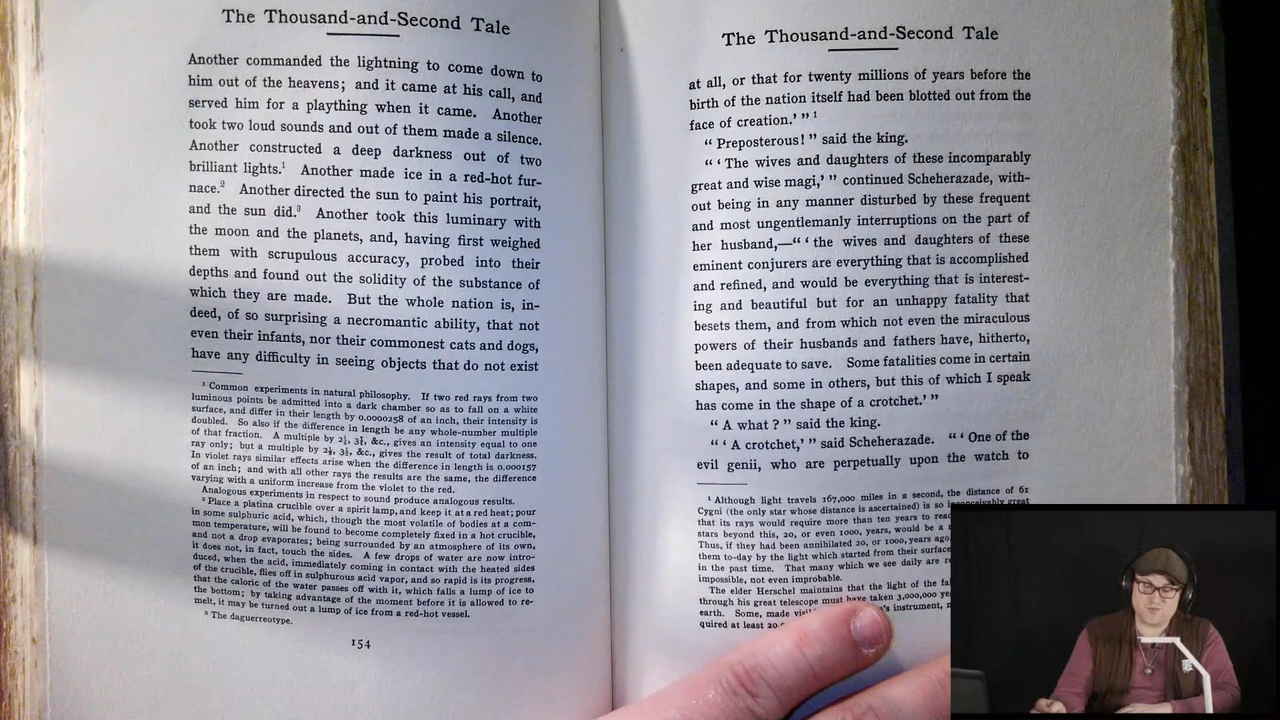 The Thousand-and-Second Tale
Another commanded the lightning to come down to
him out of the heavens; and it came at his call, and
served him for a plaything when it came. Another
took two loud sounds and out of them made a silence.
Another constructed a deep darkness out of two
brilliant lights.¹ Another made ice in a red-hot fur-
nace.² Another directed the sun to paint his portrait,
and the sun did.³ Another took this luminary with
the moon and the planets, and, having first weighed
them with scrupulous accuracy, probed into their
depths and found out the solidity of the substance of
which they are made. But the whole nation is, in-
deed, of so surprising a necromantic ability, that not
even their infants, nor their commonest cats and dogs,
have any difficulty in seeing objects that do not exist
¹ Common experiments in natural philosophy. If two red rays from two
luminous points be admitted into a dark chamber so as to fall on a white
surface, and differ in their length by 0.0000258 of an inch, their intensity is
doubled. So also if the difference in length be any whole-number multiple
of that fraction. A multiple by 2¼, 3¼, &c., gives an intensity equal to one
ray only; but a multiple by 2½, 3½, &c., gives the result of total darkness.
In violet rays similar effects arise when the difference in length is 0.000157
of an inch; and with all other rays the results are the same, the difference
varying with a uniform increase from the violet to the red.
Analogous experiments in respect to sound produce analogous results.
² Place a platina crucible over a spirit lamp, and keep it at a red heat; pour
in some sulphuric acid, which, though the most volatile of bodies at a com-
mon temperature, will be found to become completely fixed in a hot crucible,
and not a drop evaporates; being surrounded by an atmosphere of its own,
it does not, in fact, touch the sides. A few drops of water are now intro-
duced, when the acid, immediately coming in contact with the heated sides
of the crucible, flies off in sulphurous acid vapor, and so rapid is its progress,
that the caloric of the water passes off with it, which falls a lump of ice to
the bottom; by taking advantage of the moment before it is allowed to re-
melt, it may be turned out a lump of ice from a red-hot vessel.
³ The daguerreotype.
154
The Thousand-and-Second Tale
at all, or that for twenty millions of years before the
birth of the nation itself had been blotted out from the
face of creation.’ ” ¹
“ Preposterous! ” said the king.
“ ‘ The wives and daughters of these incomparably
great and wise magi,’ ” continued Scheherazade, with-
out being in any manner disturbed by these frequent
and most ungentlemanly interruptions on the part of
her husband,—“ ‘ the wives and daughters of these
eminent conjurers are everything that is accomplished
and refined, and would be everything that is interest-
ing and beautiful but for an unhappy fatality that
besets them, and from which not even the miraculous
powers of their husbands and fathers have, hitherto,
been adequate to save. Some fatalities come in certain
shapes, and some in others, but this of which I speak
has come in the shape of a crotchet.’ ”
“ A what ? ” said the king.
“ ‘ A crotchet,’ ” said Scheherazade. “ ‘ One of the
evil genii, who are perpetually upon the watch to
¹ Although light travels 167,000 miles in a second, the distance of 61
Cygni (the only star whose distance is ascertained) is so inconceivably great
that its rays would require more than ten years to
stars beyond this, 20, or even 1000, years, would be a
Thus, if they had been annihilated 20, or 1000, years ago
them to-day by the light which started from their surface
in the past time. That many which we see daily are
impossible, not even improbable.
The elder Herschel maintains that the light of the
through his great telescope must have taken 3,000,000
earth. Some, made instrument,
quired at least 20